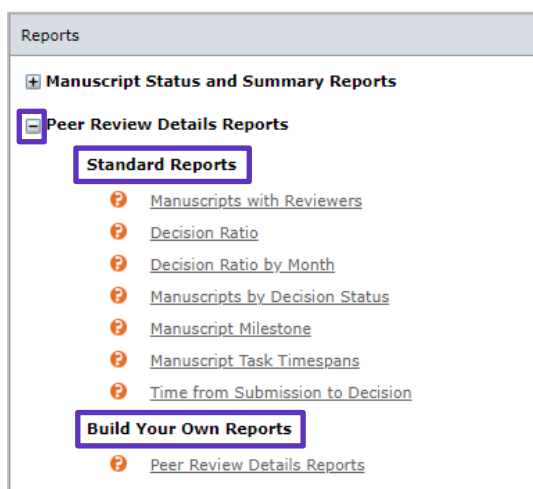 Reports
Manuscript Status and Summary Reports
Peer Review Details Reports
Standard Reports
Manuscripts with Reviewers
Decision Ratio
Decision Ratio by Month
Manuscripts by Decision Status
Manuscript Milestone
Manuscript Task Timespans
Time from Submission to Decision
Build Your Own Reports
Peer Review Details Reports